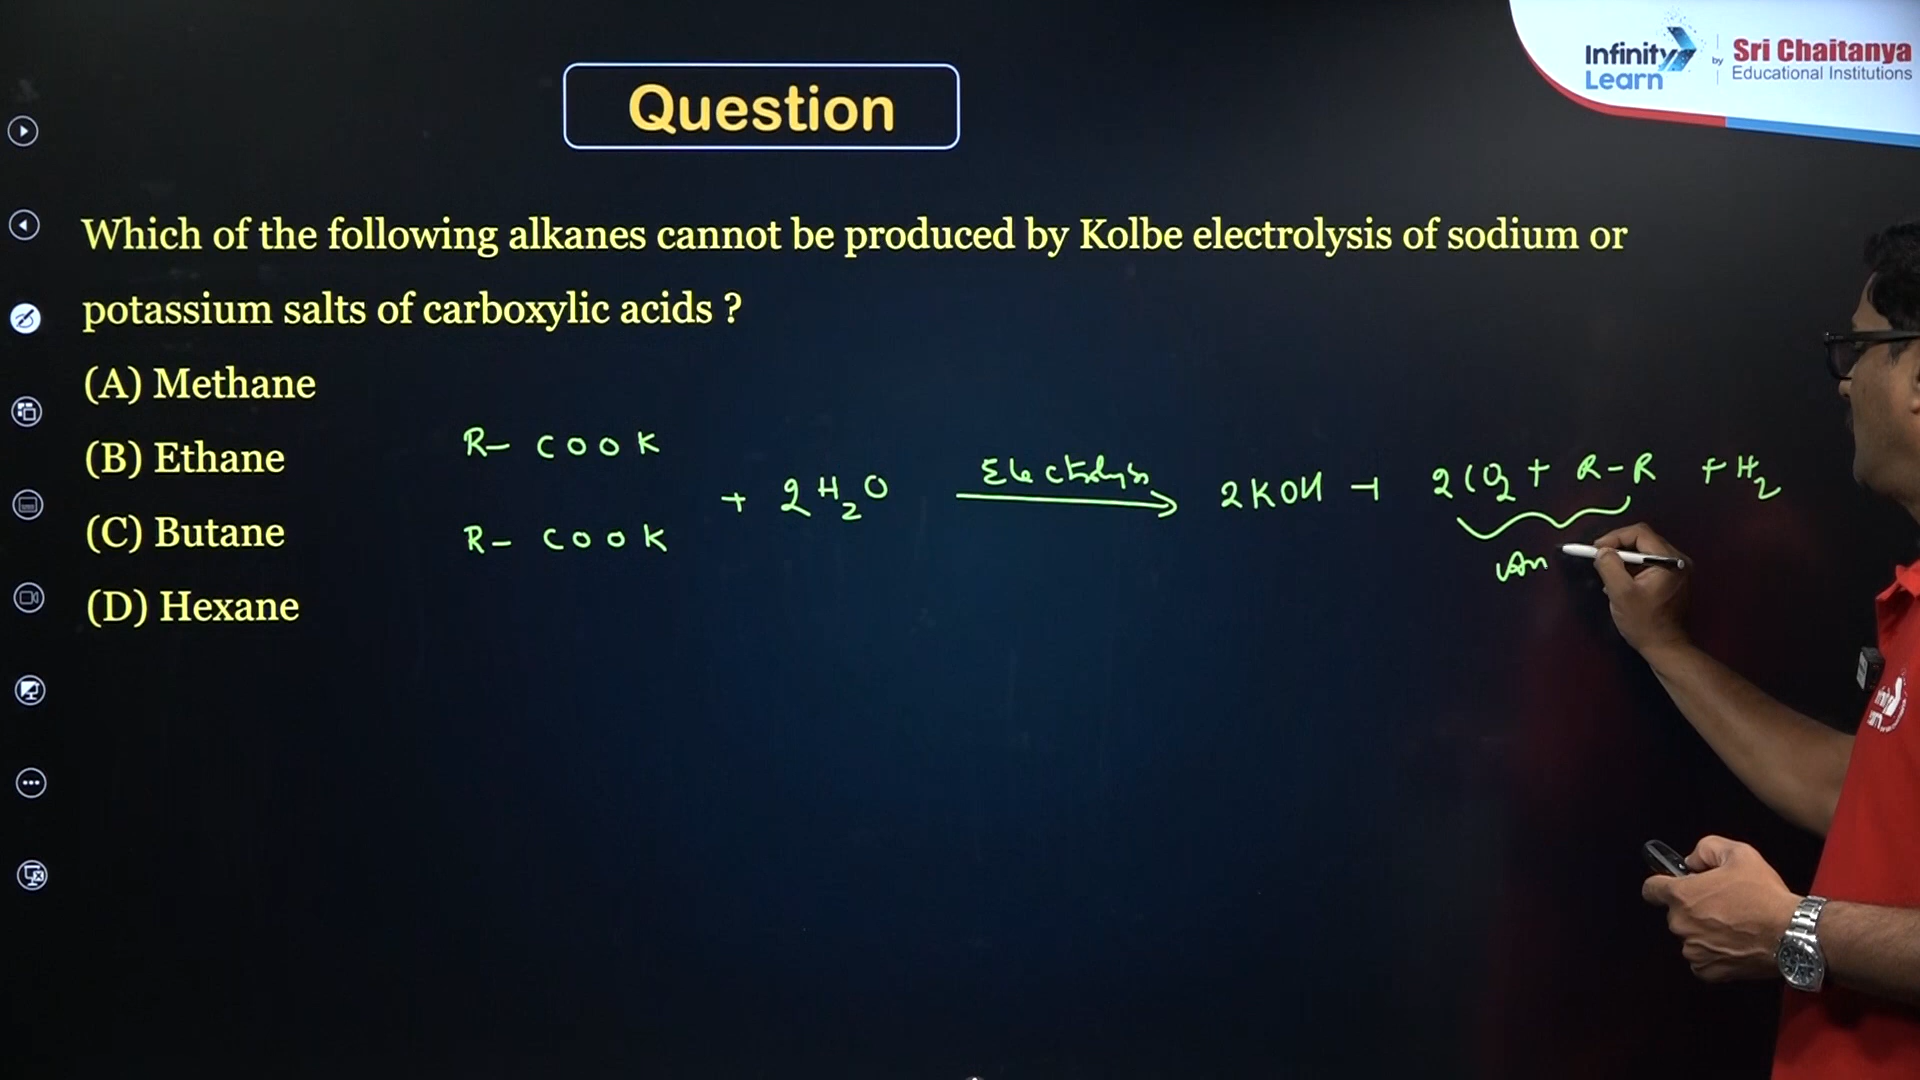 Infinity Learn by Sri Chaitanya Educational Institutions
Question
Which of the following alkanes cannot be produced by Kolbe electrolysis of sodium or
potassium salts of carboxylic acids ?
(A) Methane
(B) Ethane
(C) Butane
(D) Hexane
R- COOK
+ 2H2O
Electrolysis
2KOH + 2CO2 + R-R + H2
R- COOK
An